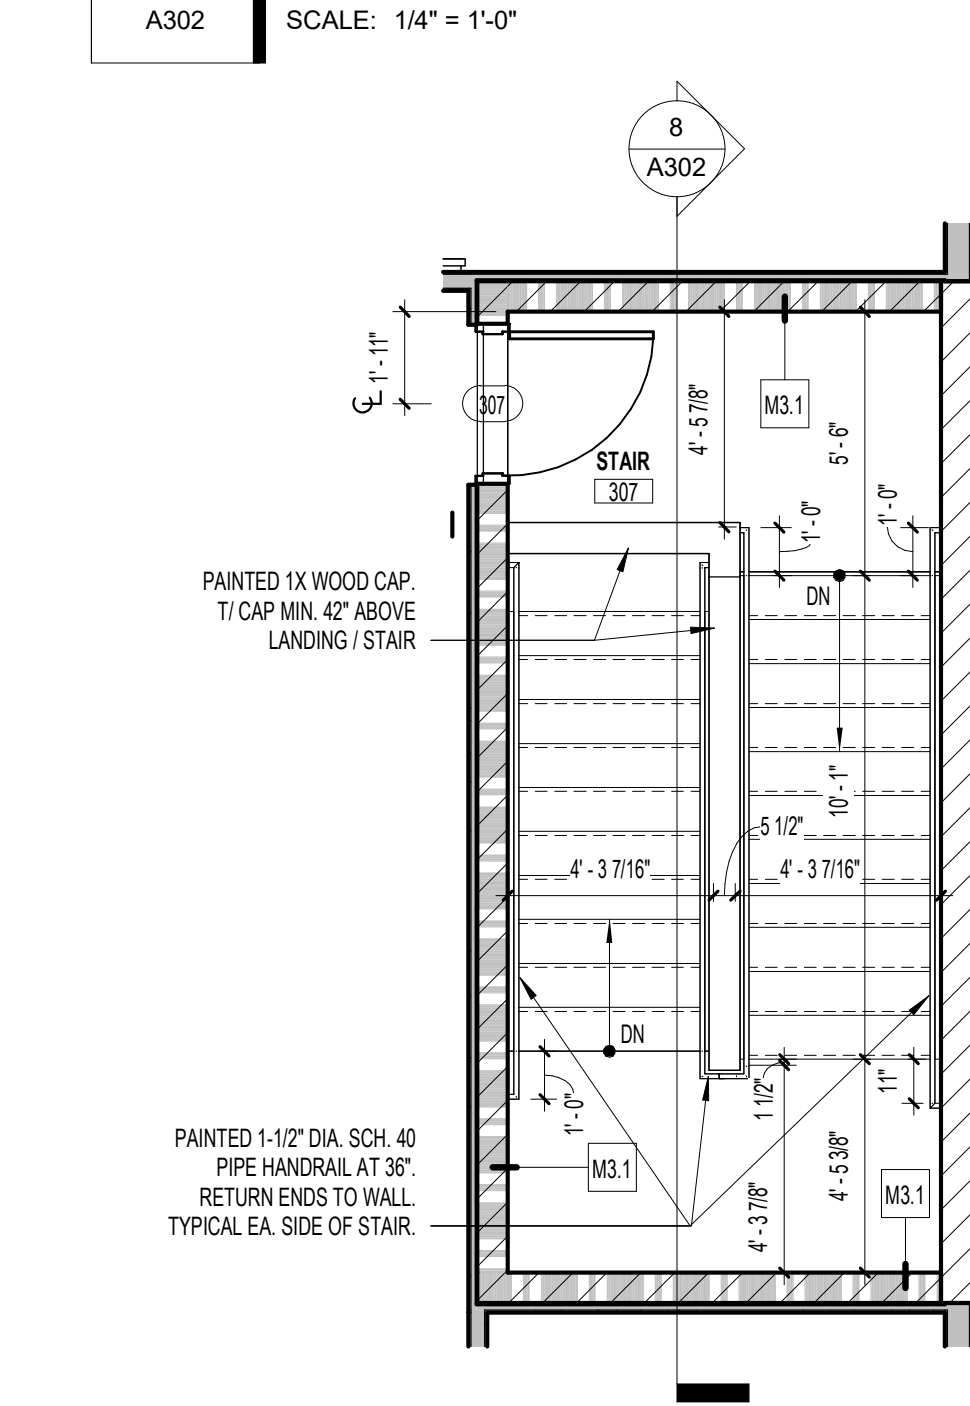 A302
SCALE: 1/4" = 1'-0"
8
A302
1' - 11"
℄
307
4' - 5 7/8"
M3.1
5' - 6"
STAIR
307
1' - 0"
1' - 0"
PAINTED 1X WOOD CAP.
T/ CAP MIN. 42" ABOVE
LANDING / STAIR
DN
10' - 1"
5 1/2"
4' - 3 7/16"
4' - 3 7/16"
DN
1' - 0"
1 1/2"
11"
PAINTED 1-1/2" DIA. SCH. 40
PIPE HANDRAIL AT 36".
RETURN ENDS TO WALL.
TYPICAL EA. SIDE OF STAIR.
M3.1
4' - 3 7/8"
4' - 5 3/8"
M3.1